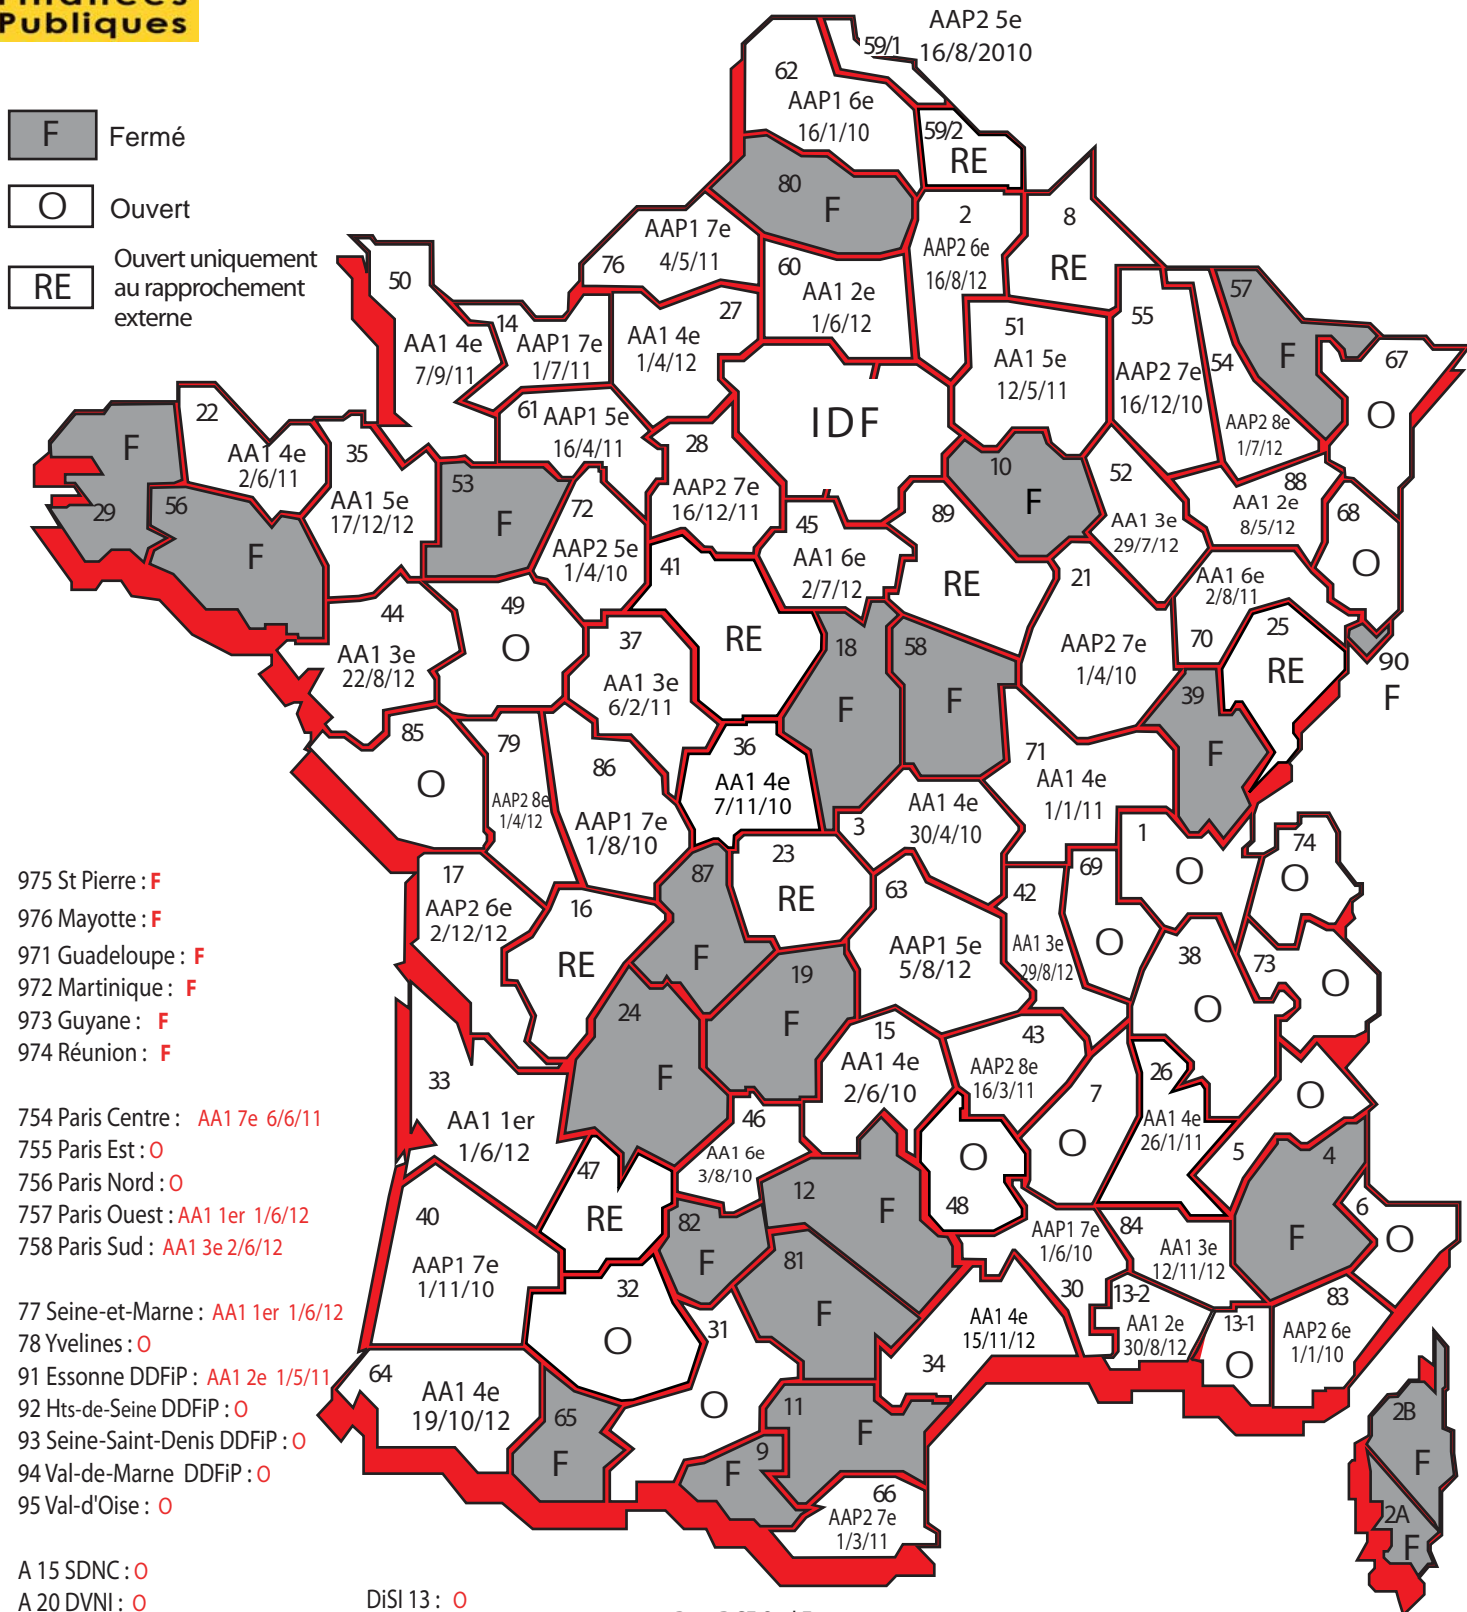 Publiques
F Fermé
O Ouvert
RE Ouvert uniquement
au rapprochement
externe
AAP2 5e
16/8/2010
59/1
62
AAP1 6e
16/1/10
59/2
RE
80
F
2
AAP2 6e
16/8/12
8
RE
AAP1 7e
76 4/5/11
60
AA1 2e
1/6/12
50
AA1 4e
7/9/11
14
AAP1 7e
1/7/11
27
AA1 4e
1/4/12
51
AA1 5e
12/5/11
55
AAP2 7e
16/12/10
54
AAP2 8e
1/7/12
57
F
67
O
22
AA1 4e
2/6/11
F
29
56
F
35
AA1 5e
17/12/12
53
F
61
AAP1 5e
16/4/11
28
AAP2 7e
16/12/11
IDF
10
F
52
AA1 3e
29/7/12
88
AA1 2e
8/5/12
68
O
72
AAP2 5e
1/4/10
41
RE
45
AA1 6e
2/7/12
89
RE
21
AAP2 7e
1/4/10
AA1 6e
2/8/11
70
25
RE
90
F
44
AA1 3e
22/8/12
49
O
37
AA1 3e
6/2/11
18
F
58
F
39
F
85
O
79
AAP2 8e
1/4/12
86
AAP1 7e
1/8/10
36
AA1 4e
7/11/10
71
AA1 4e
1/1/11
3
AA1 4e
30/4/10
1
O
74
O
17
AAP2 6e
2/12/12
16
RE
87
F
23
RE
63
AAP1 5e
5/8/12
42
AA1 3e
29/8/12
69
O
38
O
73
O
24
F
19
F
15
AA1 4e
2/6/10
43
AAP2 8e
16/3/11
7
O
26
AA1 4e
26/1/11
5
O
4
F
33
AA1 1er
1/6/12
47
RE
46
AA1 6e
3/8/10
12
F
O
48
40
AAP1 7e
1/11/10
82
F
81
F
AAP1 7e
1/6/10
30
84
AA1 3e
12/11/12
6
O
13-2
AA1 2e
30/8/12
13-1
O
83
AAP2 6e
1/1/10
32
O
31
O
AA1 4e
15/11/12
34
64
AA1 4e
19/10/12
65
F
11
F
9
F
66
AAP2 7e
1/3/11
2B
F
2A
F
975 St Pierre : F
976 Mayotte : F
971 Guadeloupe : F
972 Martinique : F
973 Guyane : F
974 Réunion : F
754 Paris Centre : AA1 7e 6/6/11
755 Paris Est : O
756 Paris Nord : O
757 Paris Ouest : AA1 1er 1/6/12
758 Paris Sud : AA1 3e 2/6/12
77 Seine-et-Marne : AA1 1er 1/6/12
78 Yvelines : O
91 Essonne DDFiP : AA1 2e 1/5/11
92 Hts-de-Seine DDFiP : O
93 Seine-Saint-Denis DDFiP : O
94 Val-de-Marne DDFiP : O
95 Val-d'Oise : O
A 15 SDNC : O
A 20 DVNI : O
DiSI 13 : O